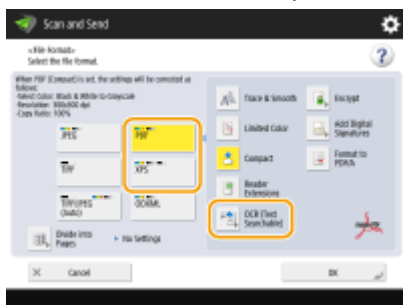 Scan and Send
<File Format>
Select the file format.
When PDF (Compact) is set, the settings will be corrected as
follows:
-Select Color: Black & White to Grayscale
-Resolution: 300x300 dpi
-Copy Ratio: 100%
JPEG
PDF
TIFF
XPS
TIFF/JPEG
(Auto)
OOXML
Divide into
Pages
No Settings
Trace & Smooth
Encrypt
Limited Color
Add Digital
Signatures
Compact
Format to
PDF/A
Reader
Extensions
OCR (Text
Searchable)
Cancel
OK